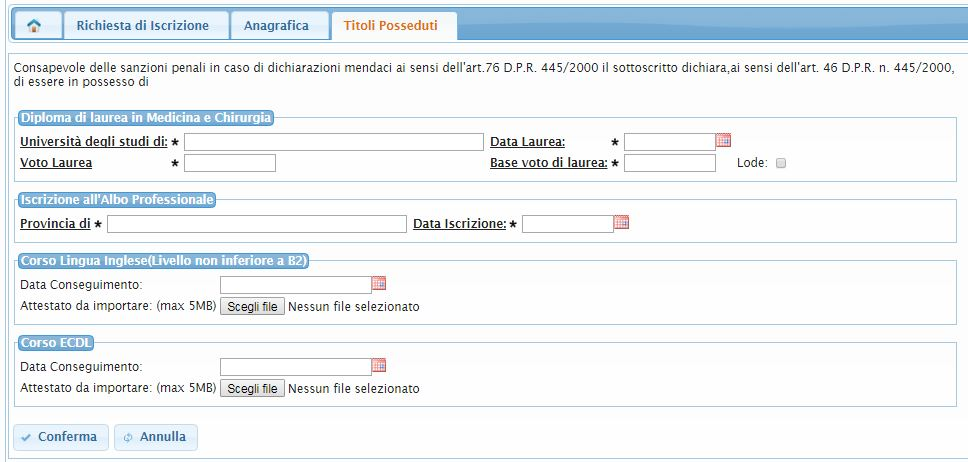 Richiesta di Iscrizione Anagrafica Titoli Posseduti
Consapevole delle sanzioni penali in caso di dichiarazioni mendaci ai sensi dell'art.76 D.P.R. 445/2000 il sottoscritto dichiara,ai sensi dell'art. 46 D.P.R. n. 445/2000,
di essere in possesso di
Diploma di laurea in Medicina e Chirurgia
Università degli studi di: * Data Laurea: *
Voto Laurea * Base voto di laurea: * Lode:
Iscrizione all'Albo Professionale
Provincia di * Data Iscrizione: *
Corso Lingua Inglese(Livello non inferiore a B2)
Data Conseguimento:
Attestato da importare: (max 5MB) Scegli file Nessun file selezionato
Corso ECDL
Data Conseguimento:
Attestato da importare: (max 5MB) Scegli file Nessun file selezionato
Conferma Annulla